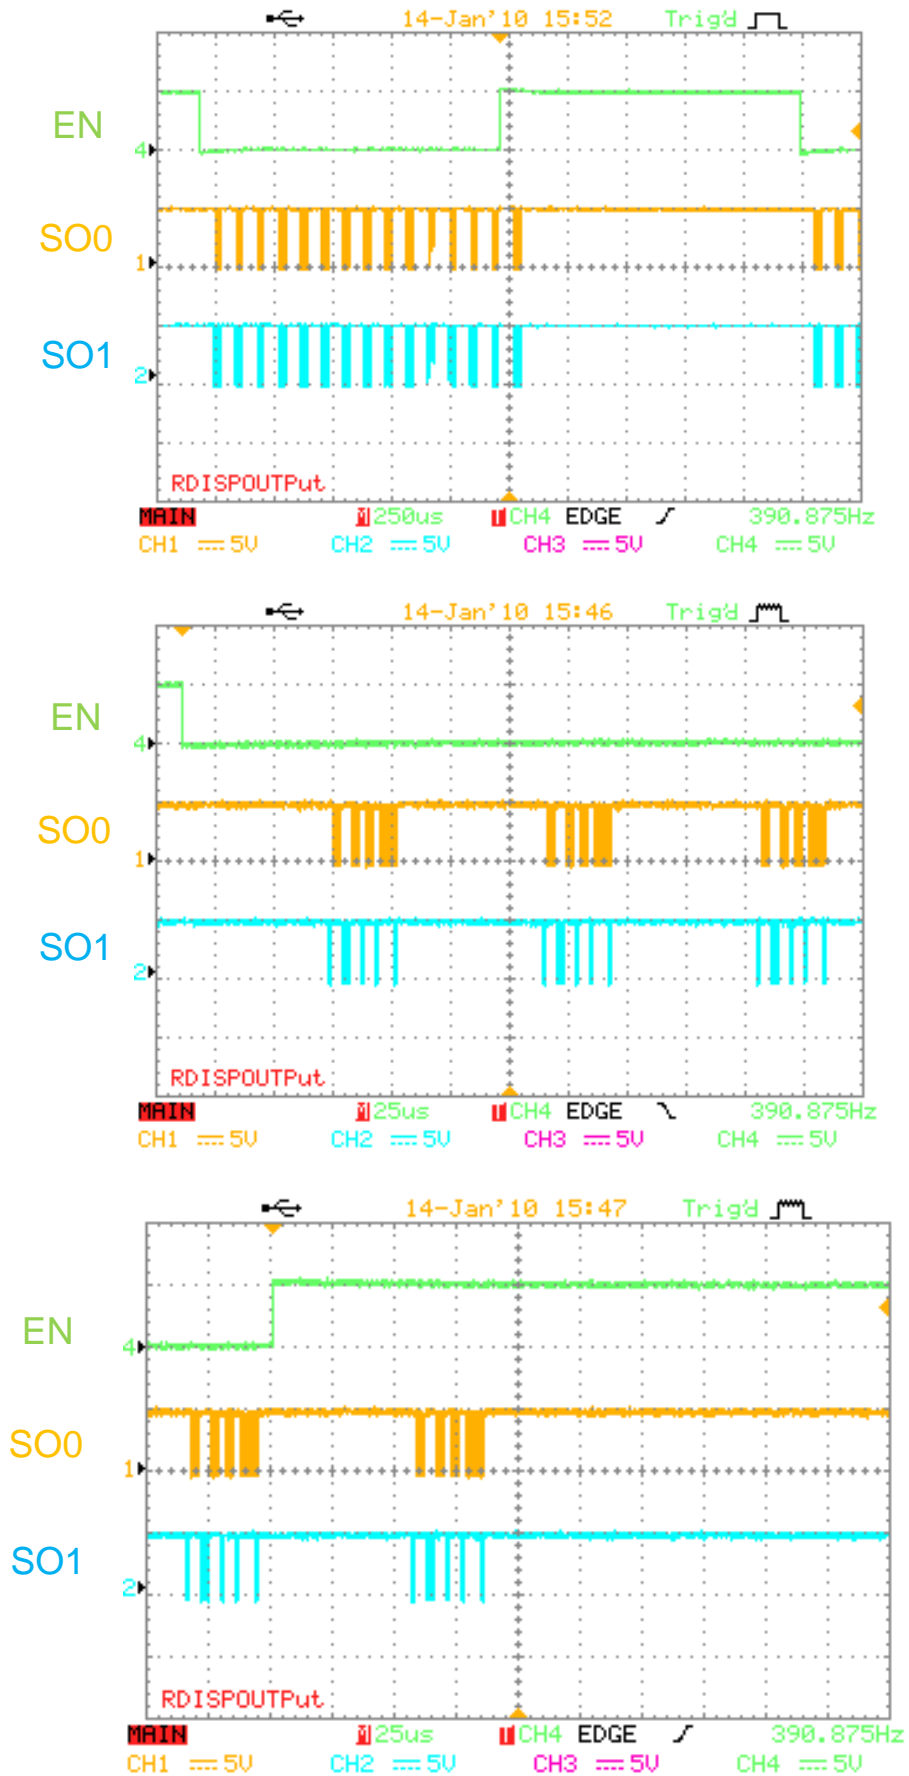 14-Jan'10 15:52 Trig'd
EN
4
SO0
1
SO1
2
RDISPOUTPut
MAIN M 250us T CH4 EDGE 390.875Hz
CH1 5V CH2 5V CH3 5V CH4 5V
14-Jan'10 15:46 Trig'd
EN
4
SO0
1
SO1
2
RDISPOUTPut
MAIN M 25us T CH4 EDGE 390.875Hz
CH1 5V CH2 5V CH3 5V CH4 5V
14-Jan'10 15:47 Trig'd
EN
4
SO0
1
SO1
2
RDISPOUTPut
MAIN M 25us T CH4 EDGE 390.875Hz
CH1 5V CH2 5V CH3 5V CH4 5V